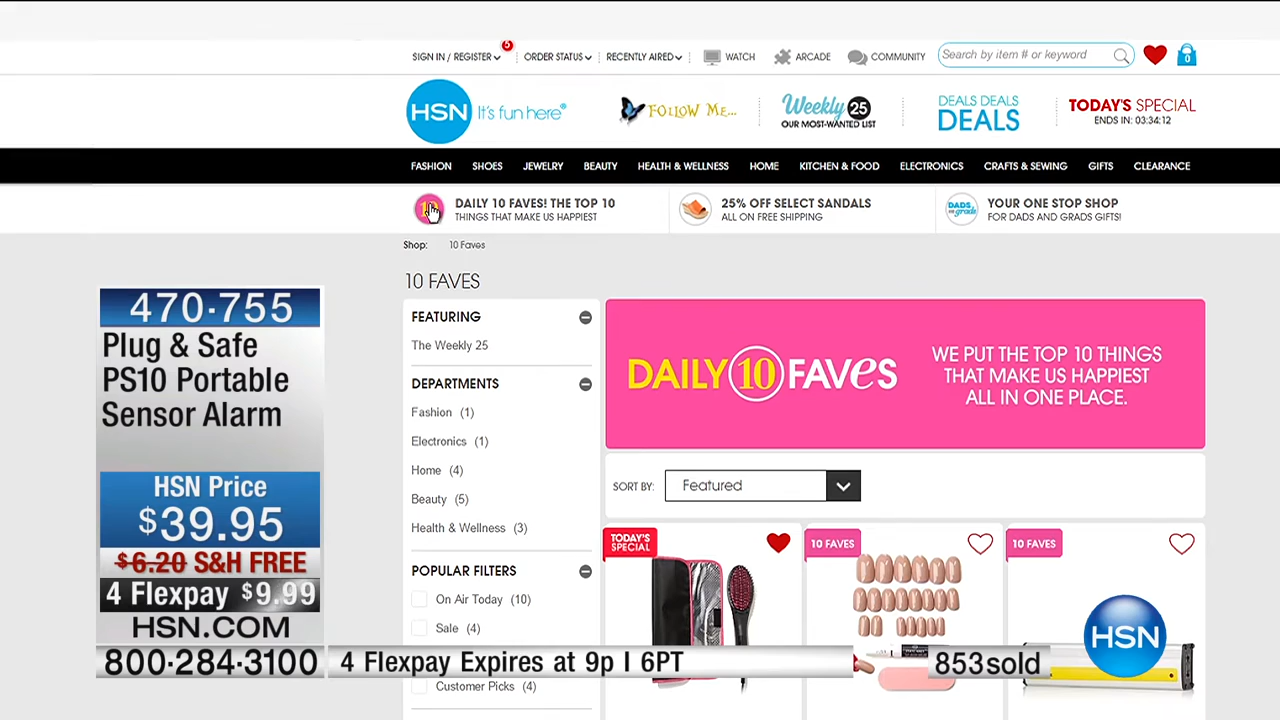 SIGN IN / REGISTER
5
ORDER STATUS
RECENTLY AIRED
WATCH
ARCADE
COMMUNITY
Search by item # or keyword
0
HSN It's fun here®
FOLLOW ME...
Weekly 25
OUR MOST-WANTED LIST
DEALS DEALS
DEALS
TODAY'S SPECIAL
ENDS IN: 03:34:12
FASHION SHOES JEWELRY BEAUTY HEALTH & WELLNESS HOME KITCHEN & FOOD ELECTRONICS CRAFTS & SEWING GIFTS CLEARANCE
DAILY 10 FAVES! THE TOP 10
THINGS THAT MAKE US HAPPIEST
25% OFF SELECT SANDALS
ALL ON FREE SHIPPING
DADS
grads
YOUR ONE STOP SHOP
FOR DADS AND GRADS GIFTS!
Shop: 10 Faves
10 FAVES
FEATURING
The Weekly 25
DEPARTMENTS
Fashion (1)
Electronics (1)
Home (4)
Beauty (5)
Health & Wellness (3)
POPULAR FILTERS
On Air Today (10)
Sale (4)
Customer Picks (4)
DAILY 10 FAVeS
WE PUT THE TOP 10 THINGS
THAT MAKE US HAPPIEST
ALL IN ONE PLACE.
SORT BY: Featured
TODAY'S
SPECIAL
10 FAVES
10 FAVES
470-755
Plug & Safe
PS10 Portable
Sensor Alarm
HSN Price
$39.95
$6.20 S&H FREE
4 Flexpay $9.99
HSN.COM
800-284-3100
4 Flexpay Expires at 9p | 6PT
853sold
HSN